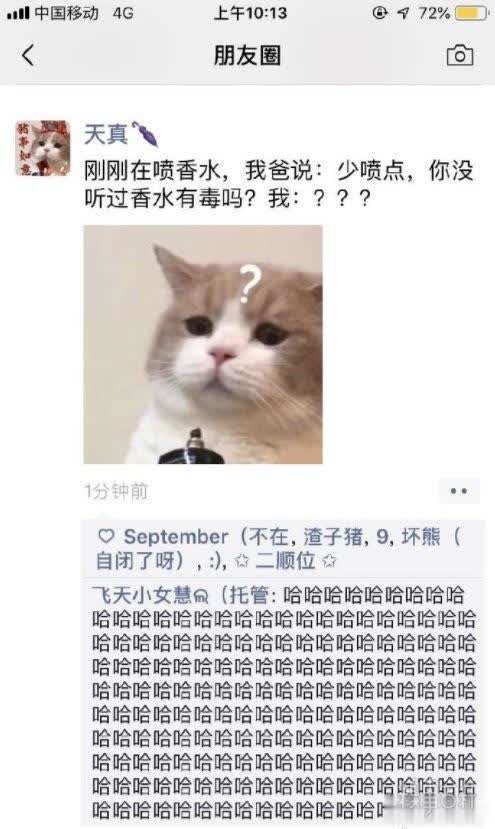 中国移动 4G 上午10:13 72%
朋友圈
猪事如意
天真
刚刚在喷香水，我爸说：少喷点，你没
听过香水有毒吗？我：？？？
?
1分钟前
September（不在, 渣子猪, 9, 坏熊（
自闭了呀）, :), ✩ 二顺位 ✩
飞天小女慧（托管: 哈哈哈哈哈哈哈哈哈
哈哈哈哈哈哈哈哈哈哈哈哈哈哈哈哈哈哈哈
哈哈哈哈哈哈哈哈哈哈哈哈哈哈哈哈哈哈哈
哈哈哈哈哈哈哈哈哈哈哈哈哈哈哈哈哈哈哈
哈哈哈哈哈哈哈哈哈哈哈哈哈哈哈哈哈哈哈
哈哈哈哈哈哈哈哈哈哈哈哈哈哈哈哈哈哈哈
哈哈哈哈哈哈哈哈哈哈哈哈哈哈哈哈哈哈哈
哈哈哈哈哈哈哈哈哈哈哈哈哈哈哈哈哈哈哈
哈哈哈哈哈哈哈哈哈哈哈哈哈哈哈哈哈哈哈
哈哈哈哈哈哈哈哈哈哈哈哈哈哈